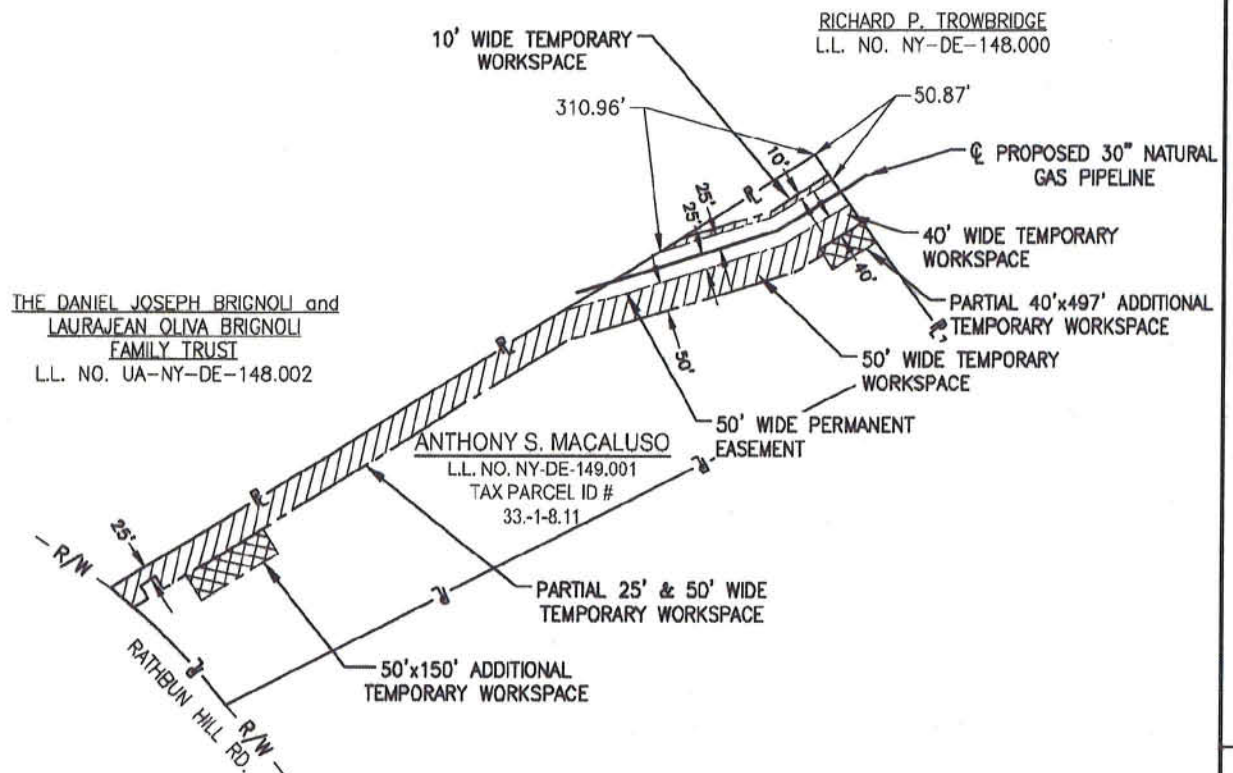 RICHARD P. TROWBRIDGE
L.L. NO. NY-DE-148.000
10' WIDE TEMPORARY
WORKSPACE
310.96'
50.87'
℄ PROPOSED 30" NATURAL
GAS PIPELINE
10'
25'
25'
℄
40' WIDE TEMPORARY
WORKSPACE
40'
PARTIAL 40'x497' ADDITIONAL
TEMPORARY WORKSPACE
THE DANIEL JOSEPH BRIGNOLI and
LAURAJEAN OLIVA BRIGNOLI
FAMILY TRUST
L.L. NO. UA-NY-DE-148.002
50' WIDE TEMPORARY
WORKSPACE
50'
50' WIDE PERMANENT
EASEMENT
ANTHONY S. MACALUSO
L.L. NO. NY-DE-149.001
TAX PARCEL ID #
33.-1-8.11
25'
R/W
PARTIAL 25' & 50' WIDE
TEMPORARY WORKSPACE
50'x150' ADDITIONAL
TEMPORARY WORKSPACE
RATHBUN HILL RD.
R/W